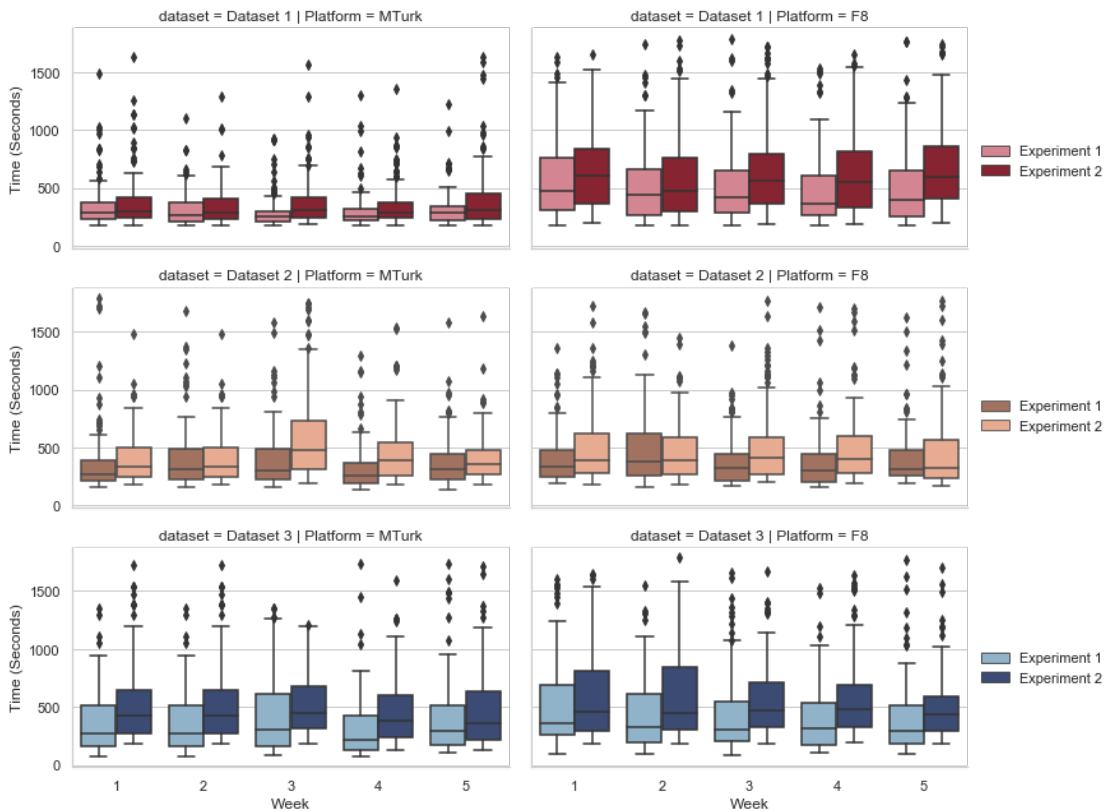 dataset = Dataset 1 | Platform = MTurk
dataset = Dataset 1 | Platform = F8
Time (Seconds)
1500
1000
500
0
Experiment 1
Experiment 2
dataset = Dataset 2 | Platform = MTurk
dataset = Dataset 2 | Platform = F8
Time (Seconds)
1500
1000
500
0
Experiment 1
Experiment 2
dataset = Dataset 3 | Platform = MTurk
dataset = Dataset 3 | Platform = F8
Time (Seconds)
1500
1000
500
0
Experiment 1
Experiment 2
1 2 3 4 5
1 2 3 4 5
Week
Week